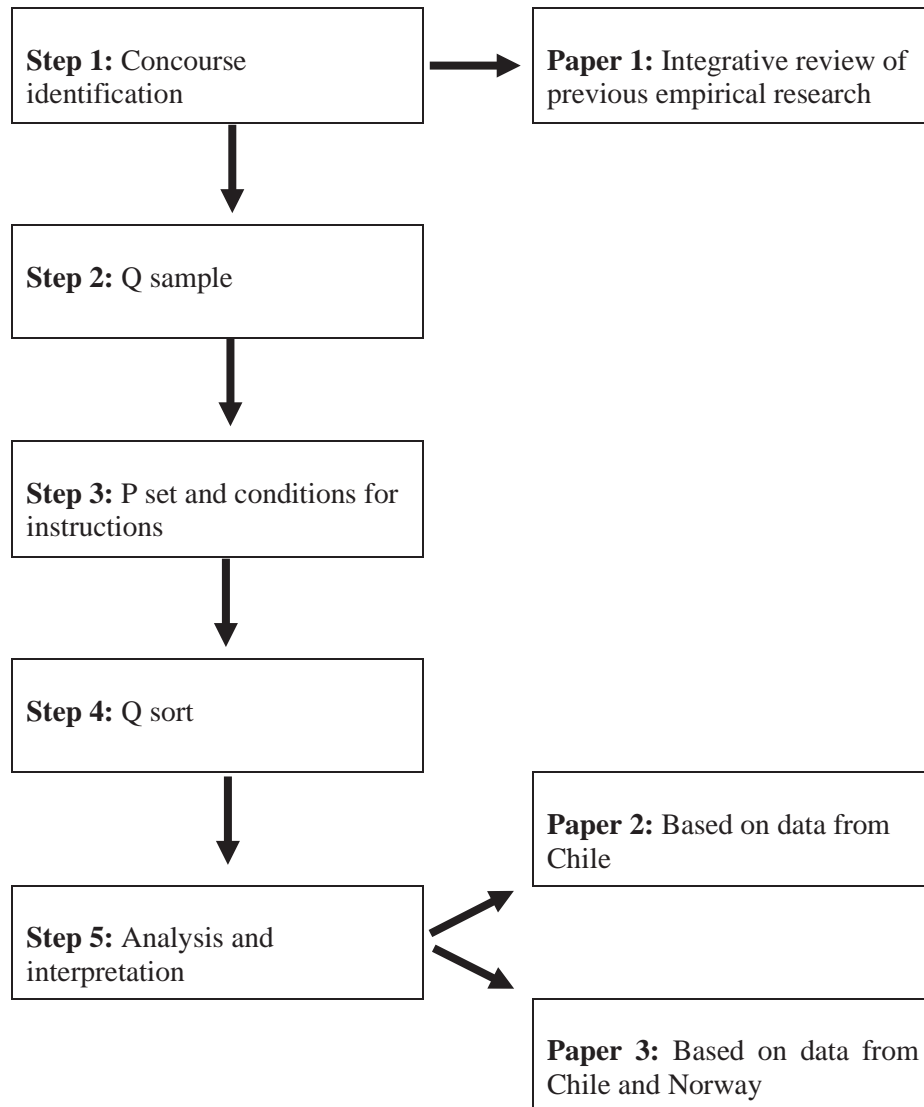 Step 1: Concourse
identification
Paper 1: Integrative review of
previous empirical research
Step 2: Q sample
Step 3: P set and conditions for
instructions
Step 4: Q sort
Paper 2: Based on data from
Chile
Step 5: Analysis and
interpretation
Paper 3: Based on data from
Chile and Norway